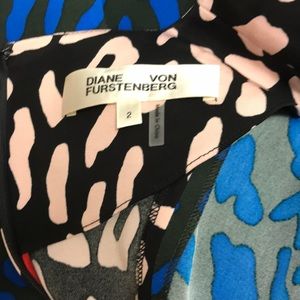 DIANE VON
FURSTENBERG
2
Made in China